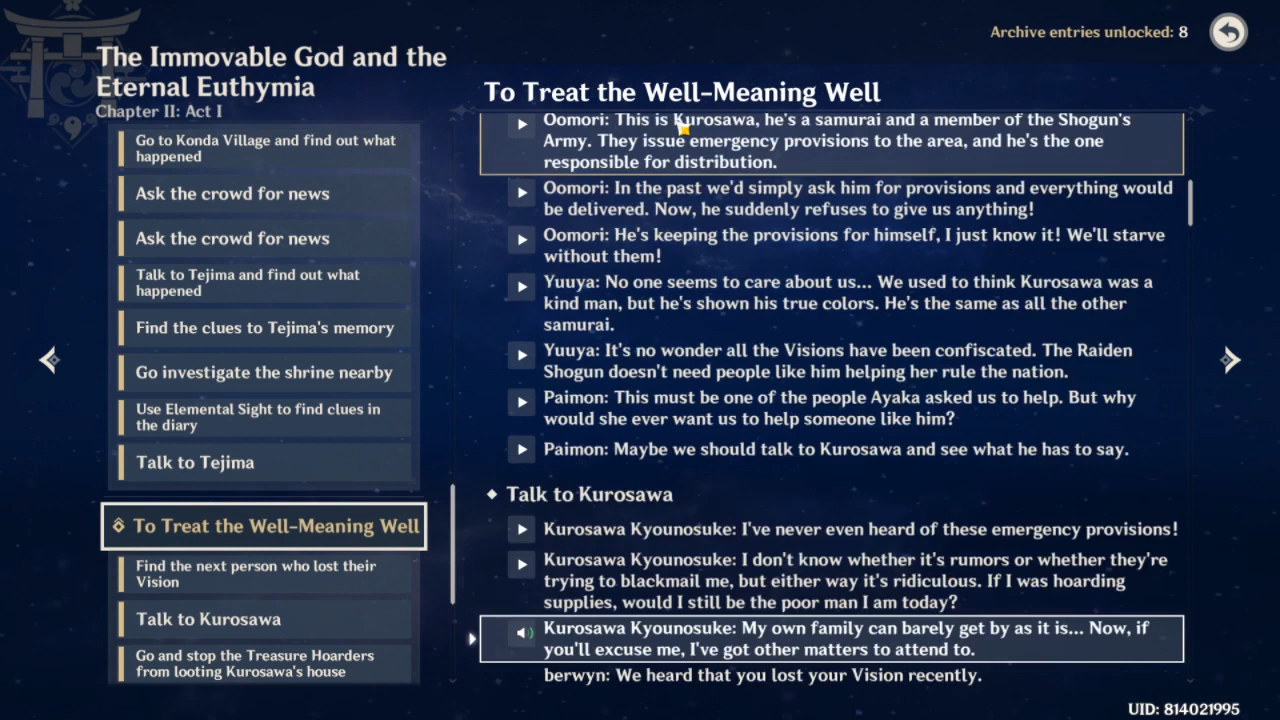 Archive entries unlocked: 8
The Immovable God and the
Eternal Euthymia
Chapter II: Act I
Go to Konda Village and find out what
happened
Ask the crowd for news
Ask the crowd for news
Talk to Tejima and find out what
happened
Find the clues to Tejima's memory
Go investigate the shrine nearby
Use Elemental Sight to find clues in
the diary
Talk to Tejima
To Treat the Well-Meaning Well
Find the next person who lost their
Vision
Talk to Kurosawa
Go and stop the Treasure Hoarders
from looting Kurosawa's house
To Treat the Well-Meaning Well
Oomori: This is Kurosawa, he's a samurai and a member of the Shogun's
Army. They issue emergency provisions to the area, and he's the one
responsible for distribution.
Oomori: In the past we'd simply ask him for provisions and everything would
be delivered. Now, he suddenly refuses to give us anything!
Oomori: He's keeping the provisions for himself, I just know it! We'll starve
without them!
Yuuya: No one seems to care about us... We used to think Kurosawa was a
kind man, but he's shown his true colors. He's the same as all the other
samurai.
Yuuya: It's no wonder all the Visions have been confiscated. The Raiden
Shogun doesn't need people like him helping her rule the nation.
Paimon: This must be one of the people Ayaka asked us to help. But why
would she ever want us to help someone like him?
Paimon: Maybe we should talk to Kurosawa and see what he has to say.
Talk to Kurosawa
Kurosawa Kyounosuke: I've never even heard of these emergency provisions!
Kurosawa Kyounosuke: I don't know whether it's rumors or whether they're
trying to blackmail me, but either way it's ridiculous. If I was hoarding
supplies, would I still be the poor man I am today?
Kurosawa Kyounosuke: My own family can barely get by as it is... Now, if
you'll excuse me, I've got other matters to attend to.
berwyn: We heard that you lost your Vision recently.
UID: 814021995